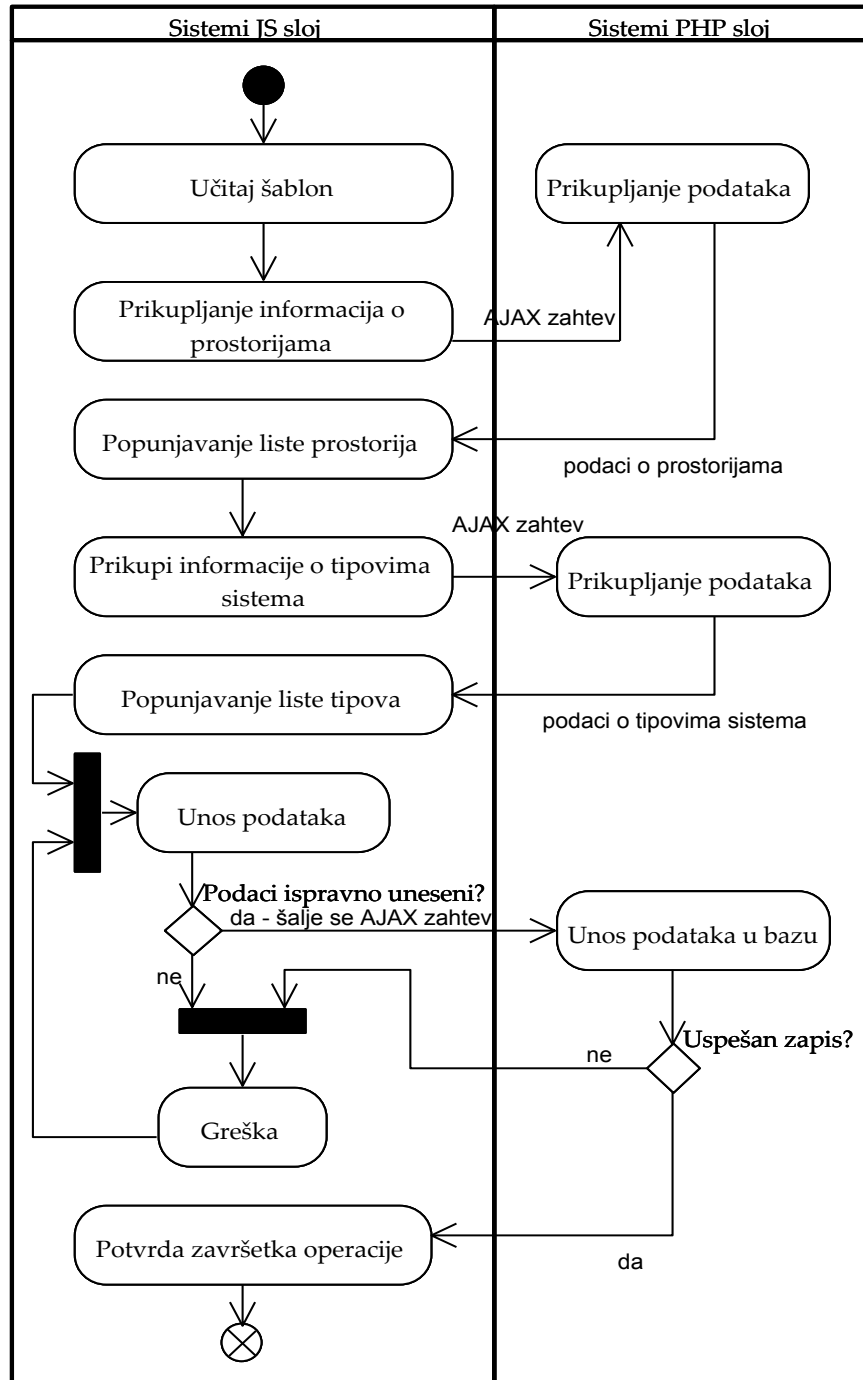 Sistemi JS sloj
Sistemi PHP sloj
Učitaj šablon
Prikupljanje podataka
Prikupljanje informacija o
prostorijama
AJAX zahtev
Popunjavanje liste prostorija
podaci o prostorijama
AJAX zahtev
Prikupi informacije o tipovima
sistema
Prikupljanje podataka
Popunjavanje liste tipova
podaci o tipovima sistema
Unos podataka
Podaci ispravno uneseni?
da - šalje se AJAX zahtev
Unos podataka u bazu
ne
Uspešan zapis?
ne
Greška
Potvrda završetka operacije
da